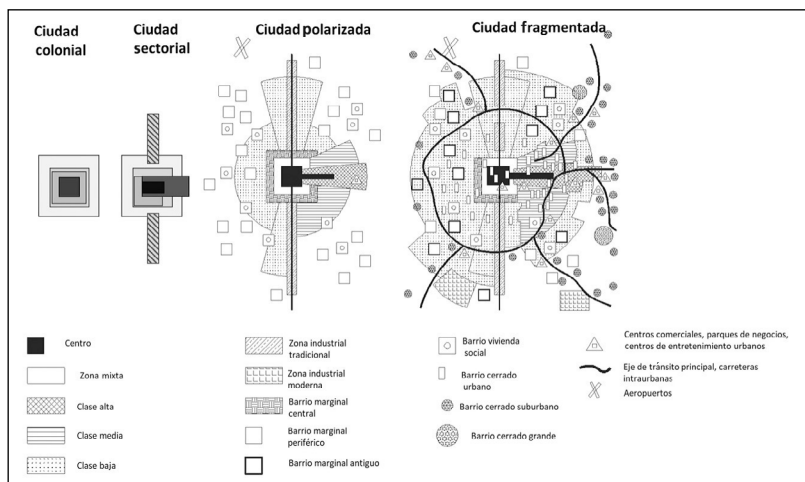 Ciudad
colonial
Ciudad
sectorial
Ciudad polarizada
Ciudad fragmentada
Centro
Zona mixta
Clase alta
Clase media
Clase baja
Zona industrial
tradicional
Zona industrial
moderna
Barrio marginal
central
Barrio marginal
periférico
Barrio marginal antiguo
Barrio vivienda
social
Barrio cerrado
urbano
Barrio cerrado suburbano
Barrio cerrado grande
Centros comerciales, parques de negocios,
centros de entretenimiento urbanos
Eje de trànsito principal, carreteras
intraurbanas
Aeropuertos